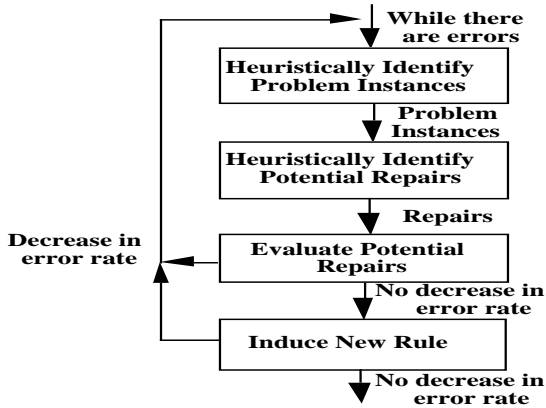 While there
are errors
Heuristically Identify
Problem Instances
Problem
Instances
Heuristically Identify
Potential Repairs
Repairs
Decrease in
error rate
Evaluate Potential
Repairs
No decrease in
error rate
Induce New Rule
No decrease in
error rate